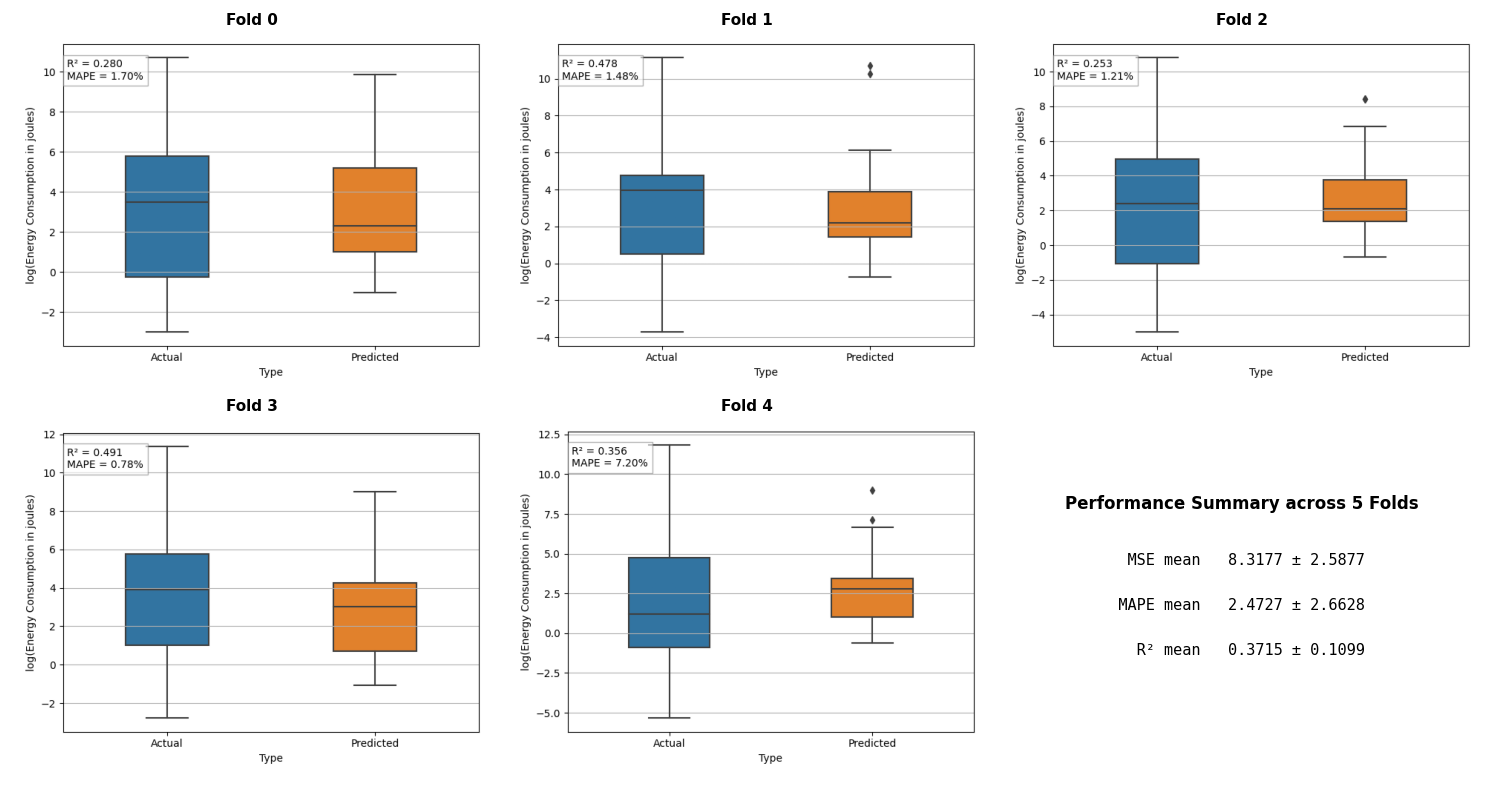 Fold 0
R² = 0.280
MAPE = 1.70%
log(Energy Consumption in joules)
10
8
6
4
2
0
−2
Actual
Predicted
Type
Fold 1
R² = 0.478
MAPE = 1.48%
log(Energy Consumption in joules)
10
8
6
4
2
0
−2
−4
Actual
Predicted
Type
Fold 2
R² = 0.253
MAPE = 1.21%
log(Energy Consumption in joules)
10
8
6
4
2
0
−2
−4
Actual
Predicted
Type
Fold 3
R² = 0.491
MAPE = 0.78%
log(Energy Consumption in joules)
12
10
8
6
4
2
0
−2
Actual
Predicted
Type
Fold 4
R² = 0.356
MAPE = 7.20%
log(Energy Consumption in joules)
12.5
10.0
7.5
5.0
2.5
0.0
−2.5
−5.0
Actual
Predicted
Type
Performance Summary across 5 Folds
MSE mean 8.3177 ± 2.5877
MAPE mean 2.4727 ± 2.6628
R² mean 0.3715 ± 0.1099